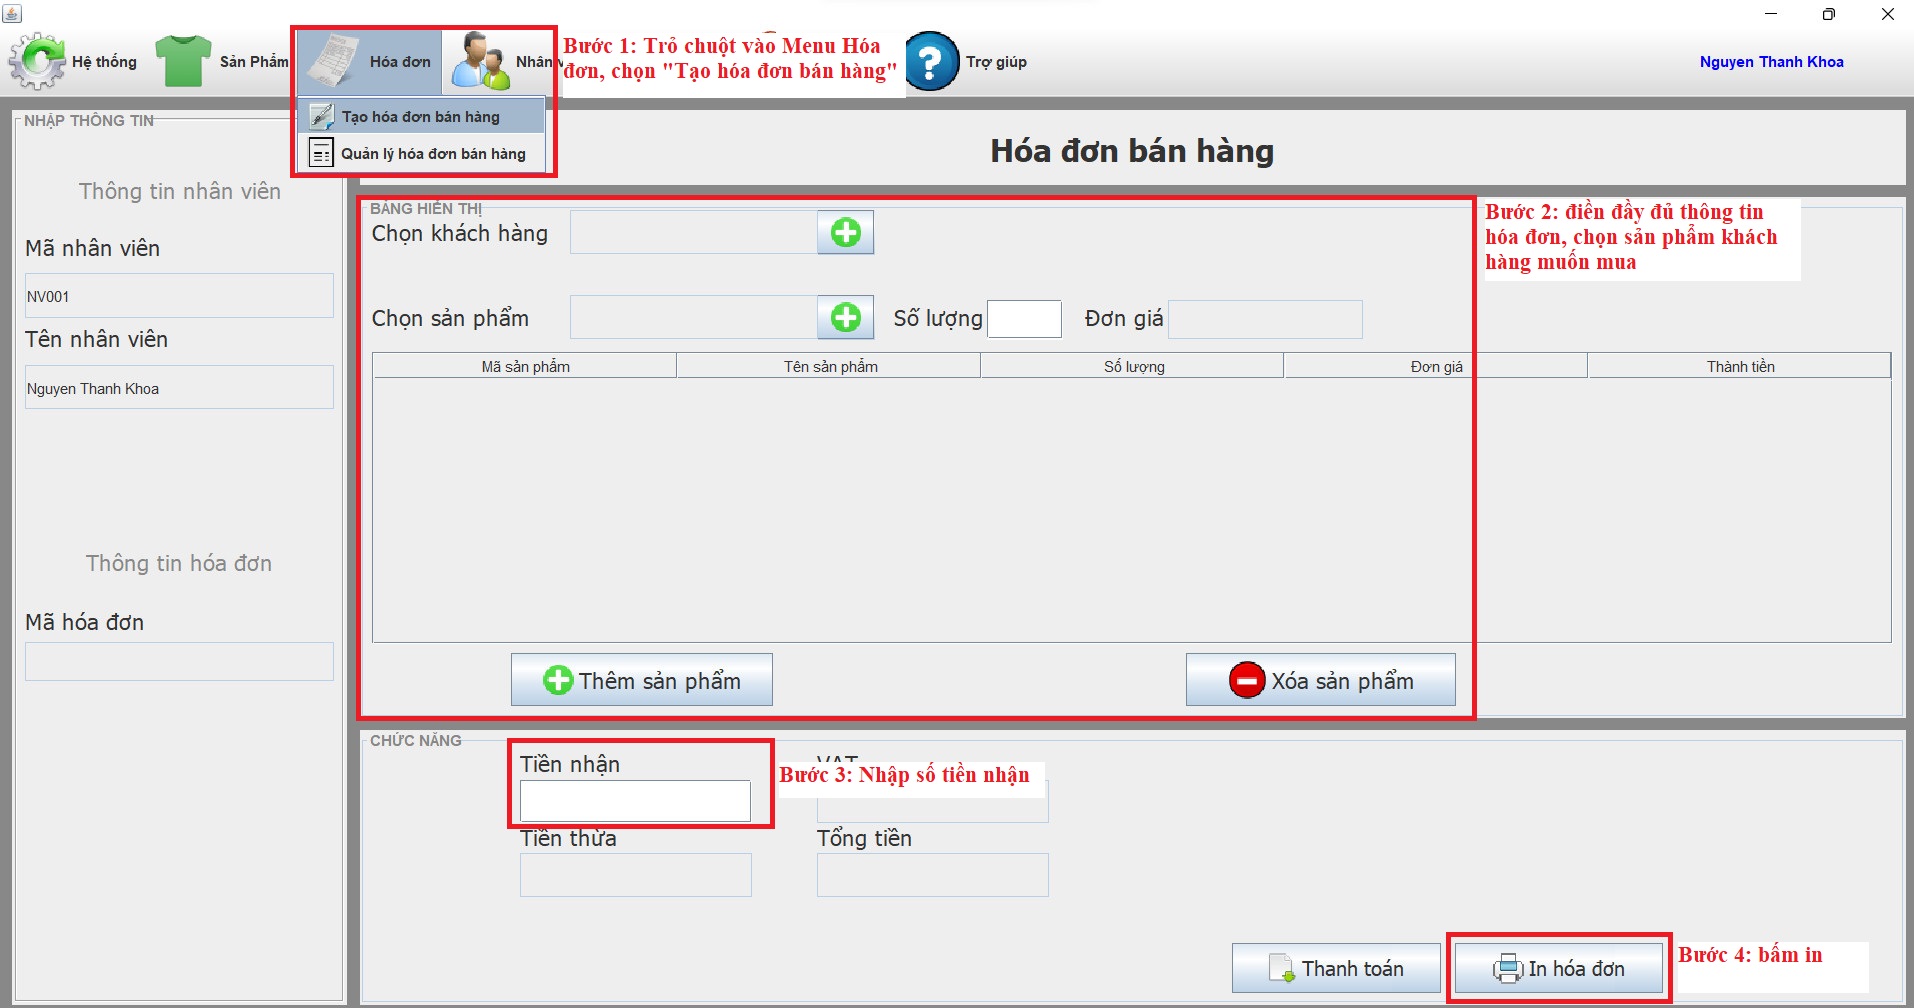 Hệ thống
Sản Phẩm
Hóa đơn
Bước 1: Trỏ chuột vào Menu Hóa
đơn, chọn "Tạo hóa đơn bán hàng"
Trợ giúp
Nguyen Thanh Khoa
Tạo hóa đơn bán hàng
Quản lý hóa đơn bán hàng
NHẬP THÔNG TIN
Thông tin nhân viên
Mã nhân viên
NV001
Tên nhân viên
Nguyen Thanh Khoa
Thông tin hóa đơn
Mã hóa đơn
Hóa đơn bán hàng
BẢNG HIỂN THỊ
Chọn khách hàng
Bước 2: điền đầy đủ thông tin
hóa đơn, chọn sản phẩm khách
hàng muốn mua
Chọn sản phẩm
Số lượng
Đơn giá
Mã sản phẩm
Tên sản phẩm
Số lượng
Đơn giá
Thành tiền
Thêm sản phẩm
Xóa sản phẩm
CHỨC NĂNG
Tiền nhận
Bước 3: Nhập số tiền nhận
Tiền thừa
Tổng tiền
Thanh toán
In hóa đơn
Bước 4: bấm in